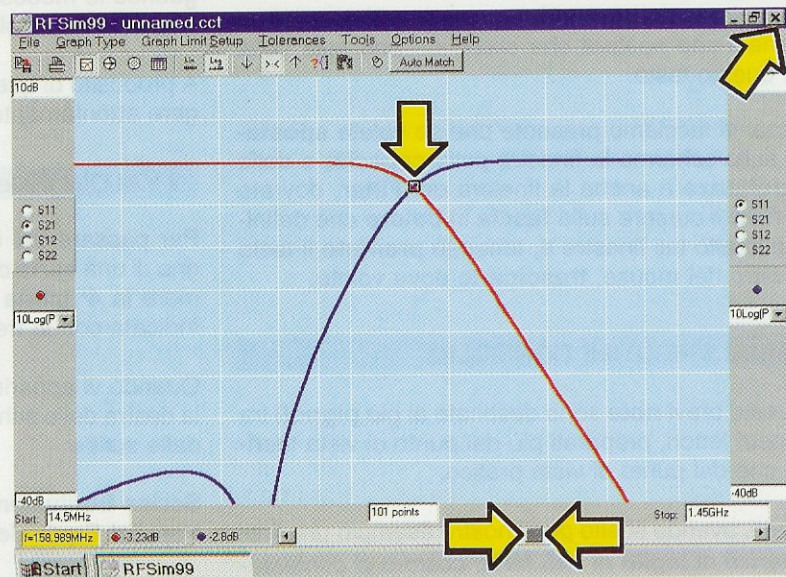 RFSim99 - unnamed.cct
File Graph Type Graph Limit Setup Tolerances Tools Options Help
Auto Match
10dB
S11
S21
S12
S22
S11
S21
S12
S22
10Log(P
10Log(P
-40dB
-40dB
Start: 14.5MHz
101 points
Stop: 1.45GHz
f=158.989MHz -3.23dB -2.8dB
Start RFSim99